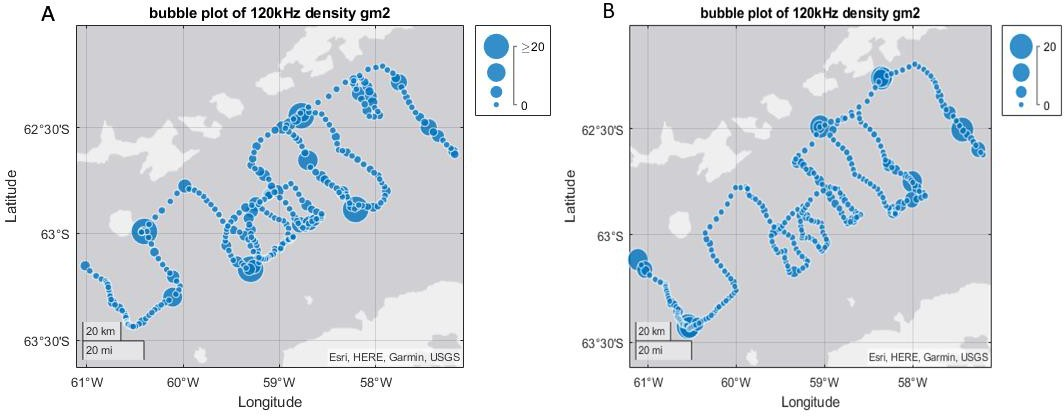 A
bubble plot of 120kHz density gm2
≥20
0
62°30'S
63°S
63°30'S
Latitude
20 km
20 mi
Esri, HERE, Garmin, USGS
61°W 60°W 59°W 58°W
Longitude
B
bubble plot of 120kHz density gm2
20
0
62°30'S
63°S
63°30'S
Latitude
20 km
20 mi
Esri, HERE, Garmin, USGS
61°W 60°W 59°W 58°W
Longitude